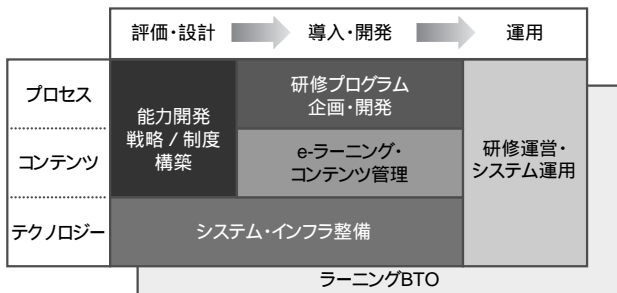 評価・設計
導入・開発
運用
プロセス
能力開発
戦略 / 制度
構築
研修プログラム
企画・開発
コンテンツ
e-ラーニング・
コンテンツ管理
研修運営・
システム運用
テクノロジー
システム・インフラ整備
ラーニングBTO